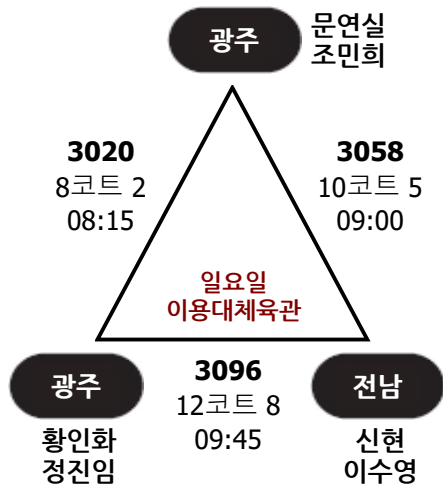 광주
문연실
조민희
3020
8코트 2
08:15
3058
10코트 5
09:00
일요일
이용대체육관
광주
황인화
정진임
3096
12코트 8
09:45
전남
신현
이수영